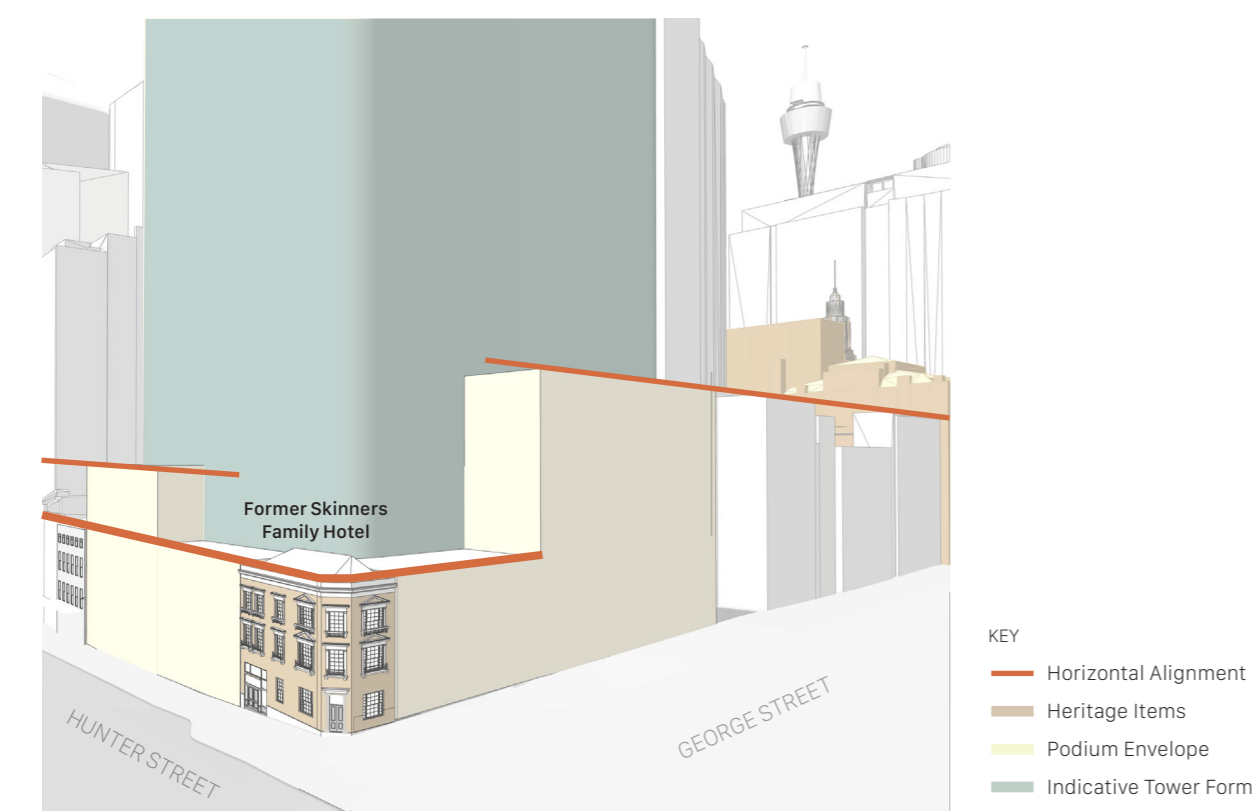 Former Skinners
Family Hotel
HUNTER STREET
GEORGE STREET
KEY
Horizontal Alignment
Heritage Items
Podium Envelope
Indicative Tower Form